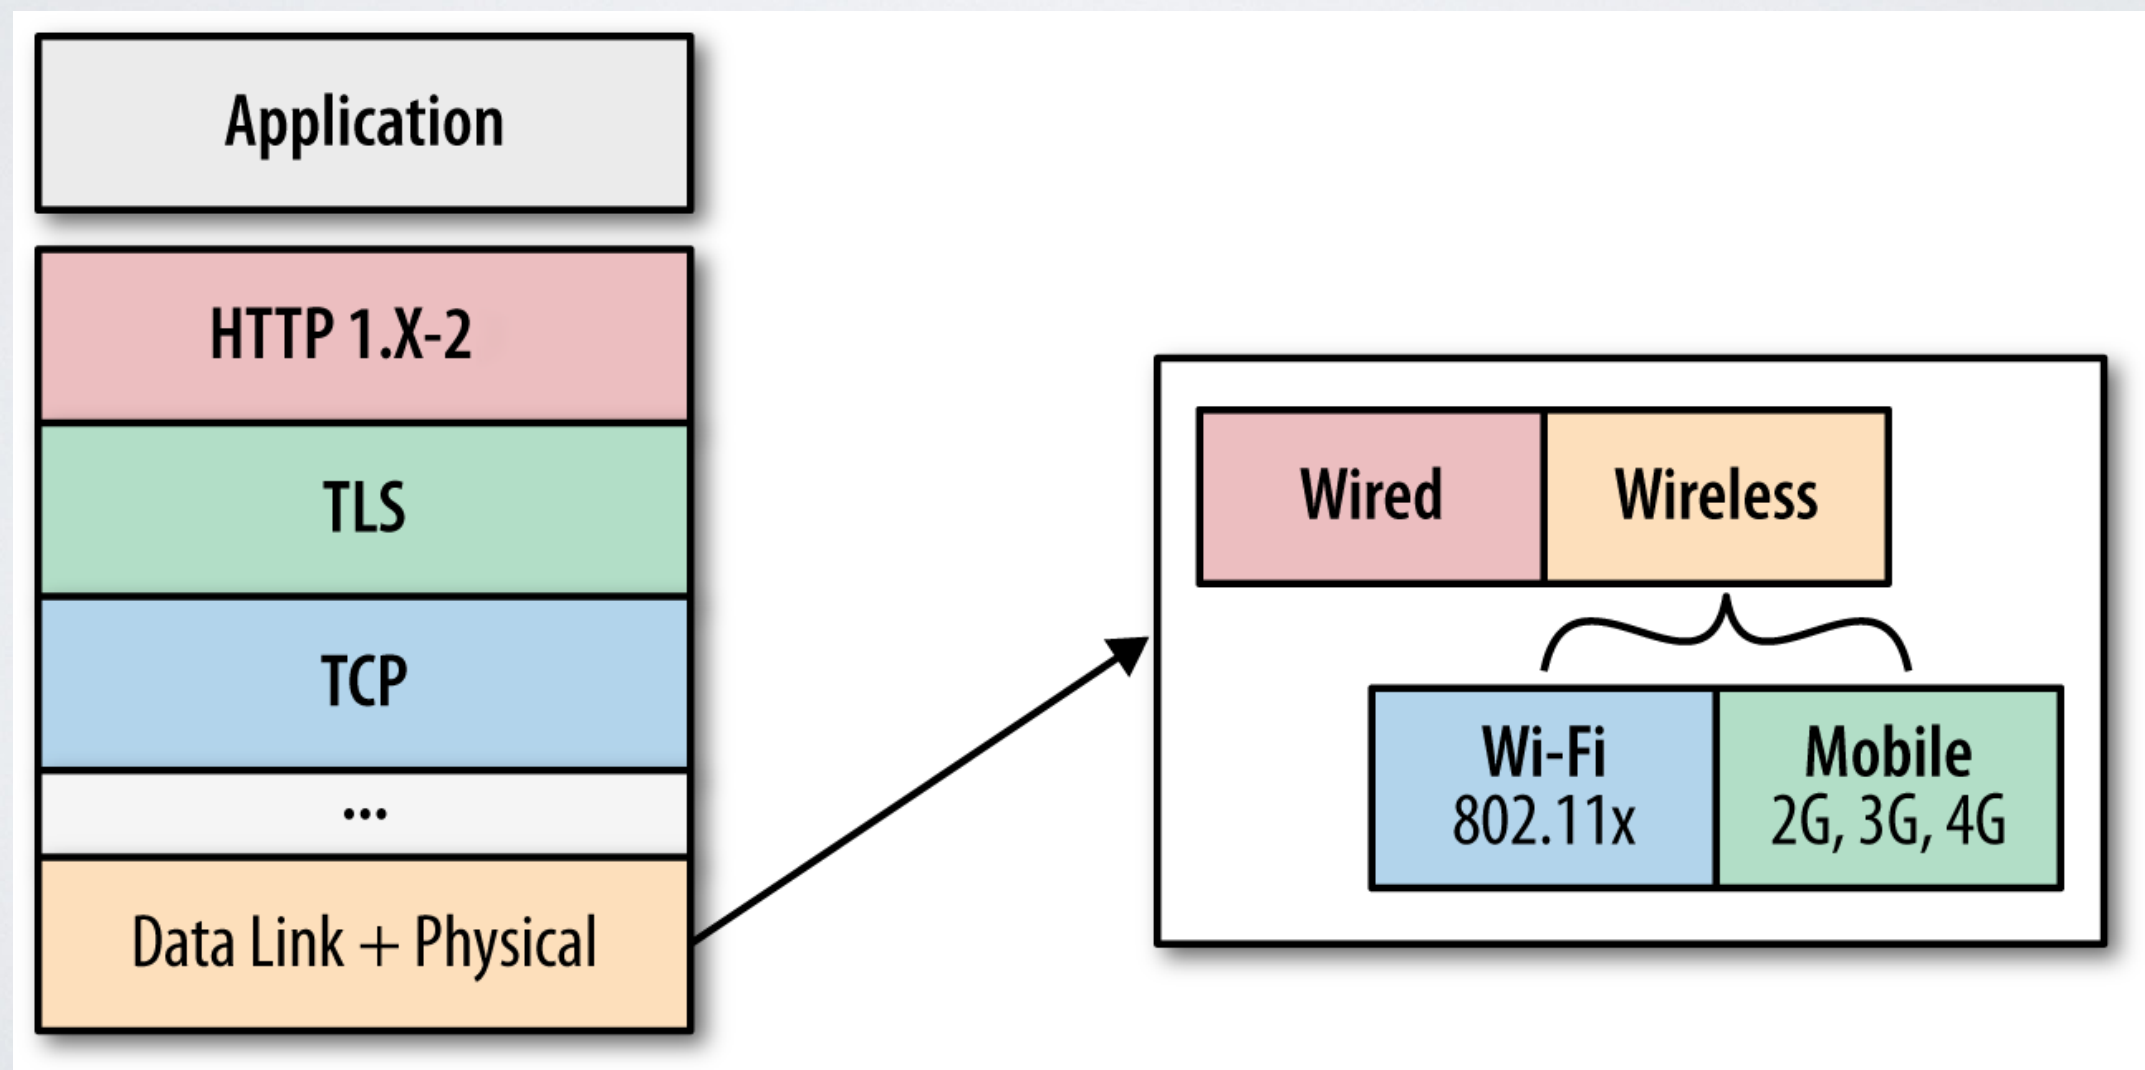 Application
HTTP 1.X-2
TLS
TCP
...
Data Link + Physical
Wired
Wireless
Wi-Fi
802.11x
Mobile
2G, 3G, 4G